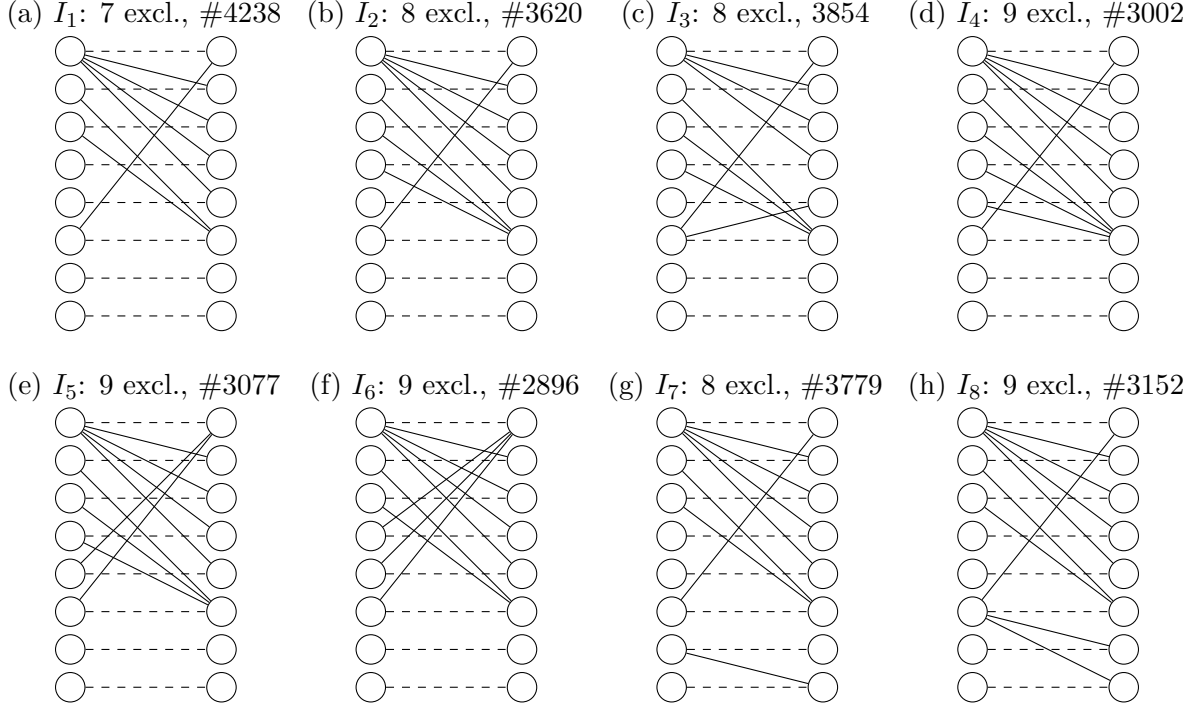 (a) I₁: 7 excl., #4238
(b) I₂: 8 excl., #3620
(c) I₃: 8 excl., 3854
(d) I₄: 9 excl., #3002
(e) I₅: 9 excl., #3077
(f) I₆: 9 excl., #2896
(g) I₇: 8 excl., #3779
(h) I₈: 9 excl., #3152